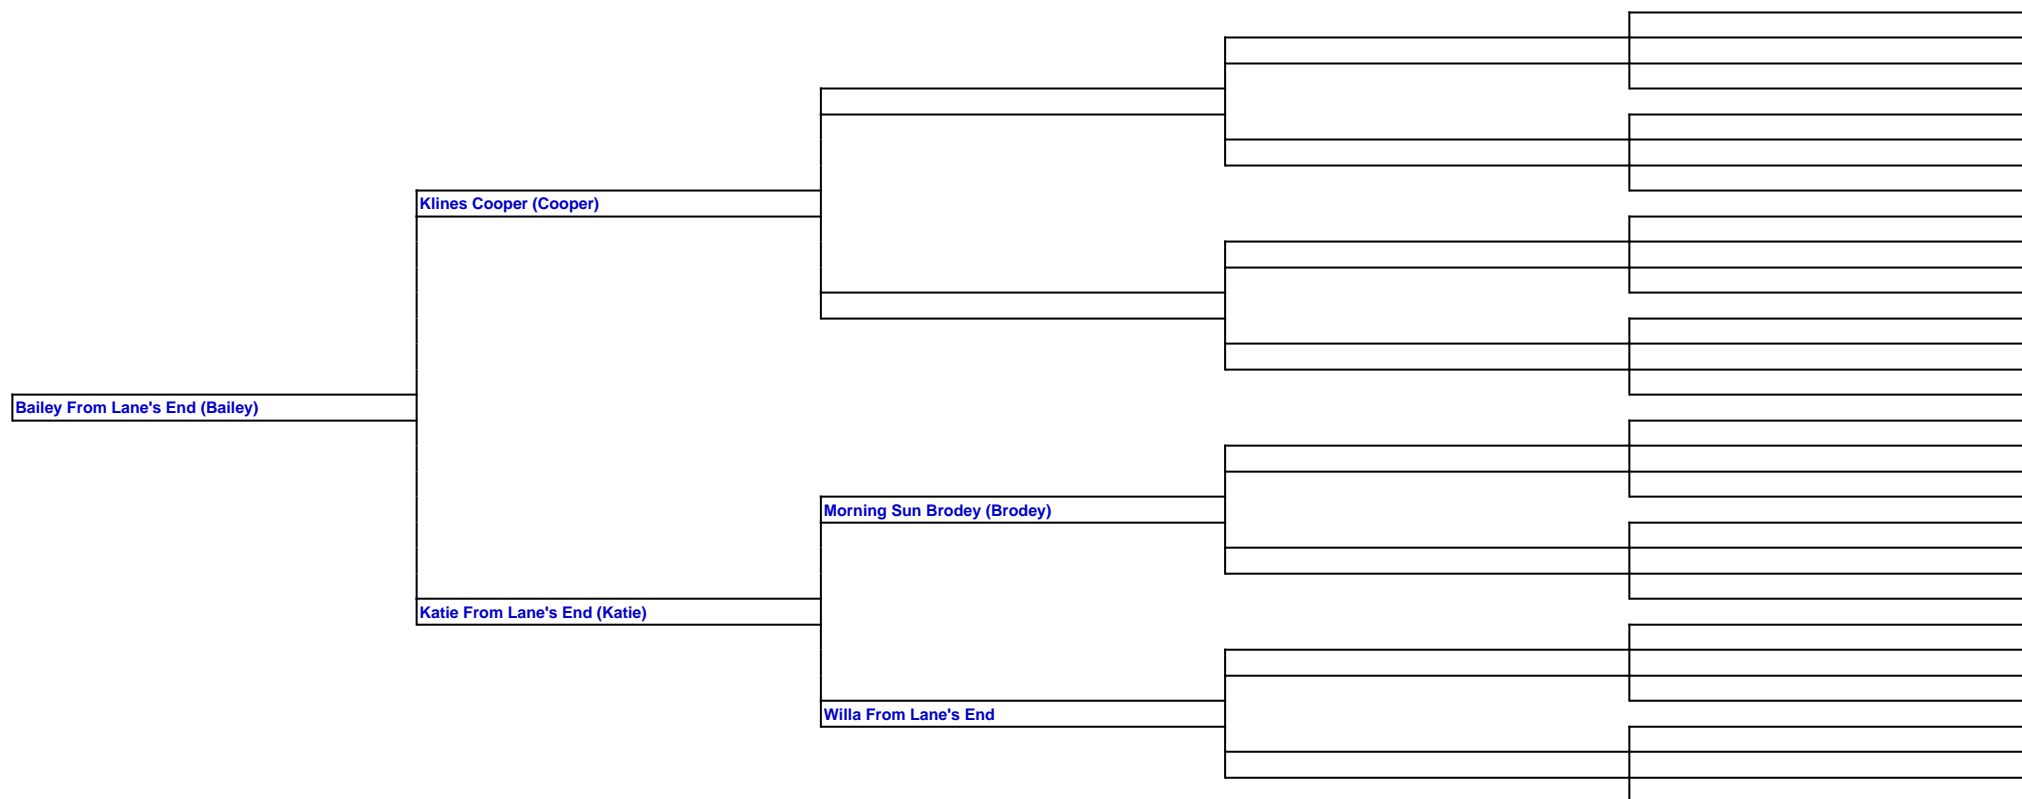 Klines Cooper (Cooper)
Bailey From Lane's End (Bailey)
Morning Sun Brodey (Brodey)
Katie From Lane's End (Katie)
Willa From Lane's End